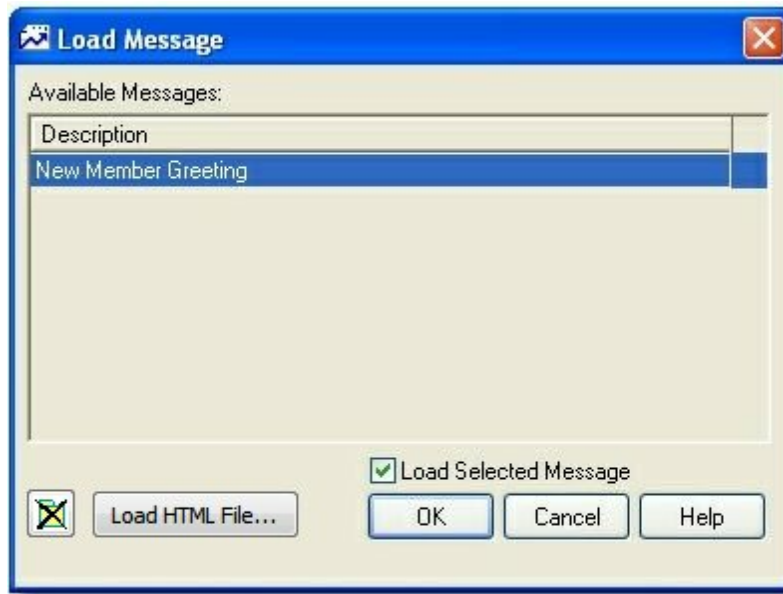 Load Message
Available Messages:
Description
New Member Greeting
Load Selected Message
Load HTML File...
OK
Cancel
Help